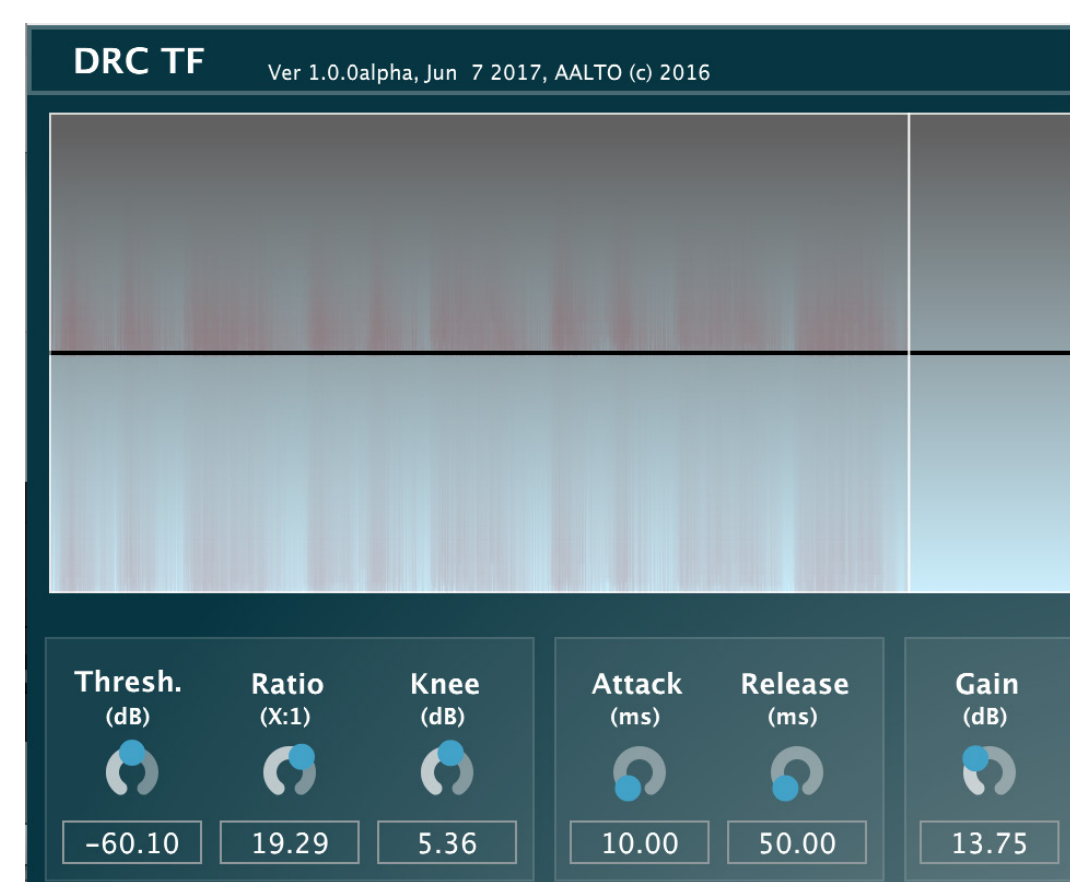 DRC TF
Ver 1.0.0alpha, Jun  7 2017, AALTO (c) 2016
Thresh. Ratio Knee Attack Release Gain
(dB) (X:1) (dB) (ms) (ms) (dB)
-60.10 19.29 5.36 10.00 50.00 13.75